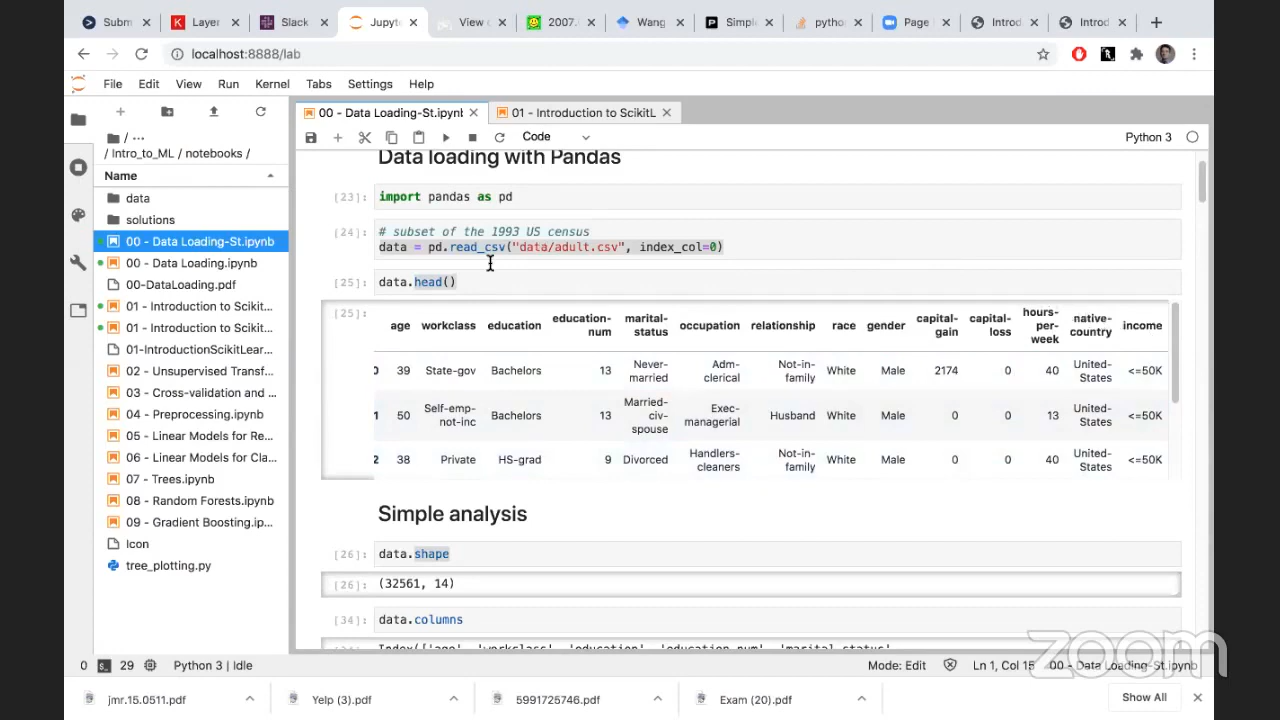 Subm
Layer
Slack
Jupyt
View
2007.
Wang
Simple
python
Page
Introd
Introd
localhost:8888/lab
File Edit View Run Kernel Tabs Settings Help
00 - Data Loading-St.ipynb
01 - Introduction to ScikitL
Code
Python 3
/ ...
/ Intro_to_ML / notebooks /
Name
data
solutions
00 - Data Loading-St.ipynb
00 - Data Loading.ipynb
00-DataLoading.pdf
01 - Introduction to Scikit...
01 - Introduction to Scikit...
01-IntroductionScikitLear...
02 - Unsupervised Transf...
03 - Cross-validation and ...
04 - Preprocessing.ipynb
05 - Linear Models for Re...
06 - Linear Models for Cla...
07 - Trees.ipynb
08 - Random Forests.ipynb
09 - Gradient Boosting.ip...
Icon
tree_plotting.py
Data loading with Pandas
[23]: import pandas as pd
[24]: # subset of the 1993 US census
data = pd.read_csv("data/adult.csv", index_col=0)
[25]: data.head()
[25]:
age workclass education education-num marital-status occupation relationship race gender capital-gain capital-loss hours-per-week native-country income
0 39 State-gov Bachelors 13 Never-married Adm-clerical Not-in-family White Male 2174 0 40 United-States <=50K
1 50 Self-emp-not-inc Bachelors 13 Married-civ-spouse Exec-managerial Husband White Male 0 0 13 United-States <=50K
2 38 Private HS-grad 9 Divorced Handlers-cleaners Not-in-family White Male 0 0 40 United-States <=50K
Simple analysis
[26]: data.shape
[26]: (32561, 14)
[34]: data.columns
Index(['age', 'workclass', 'education', 'education-num', 'marital-status',
zoom
0 29 Python 3 | Idle
Mode: Edit
Ln 1, Col 15
00 - Data Loading-St.ipynb
jmr.15.0511.pdf
Yelp (3).pdf
5991725746.pdf
Exam (20).pdf
Show All